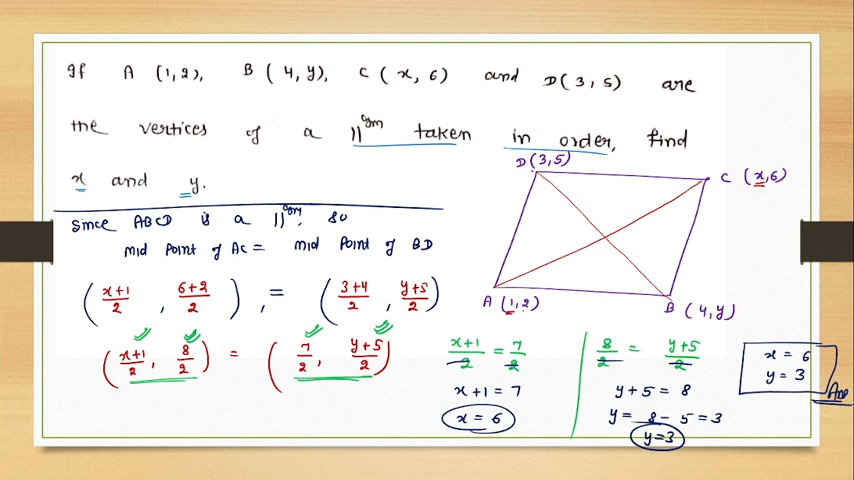 If A (1,2), B (4,y), C (x,6) and D(3,5) are
the vertices of a ||gm taken in order, find
x and y.
D(3,5)
C (x,6)
A (1,2)
B (4,y)
Since ABCD is a ||gm, so
mid Point of AC = mid Point of BD
(x+1/2, 6+2/2), = (3+4/2, y+5/2)
(x+1/2, 8/2) = (7/2, y+5/2)
x+1/2 = 7/2
x+1 = 7
x = 6
8/2 = y+5/2
y+5 = 8
y = 8 - 5 = 3
y=3
x = 6
y = 3
Ans